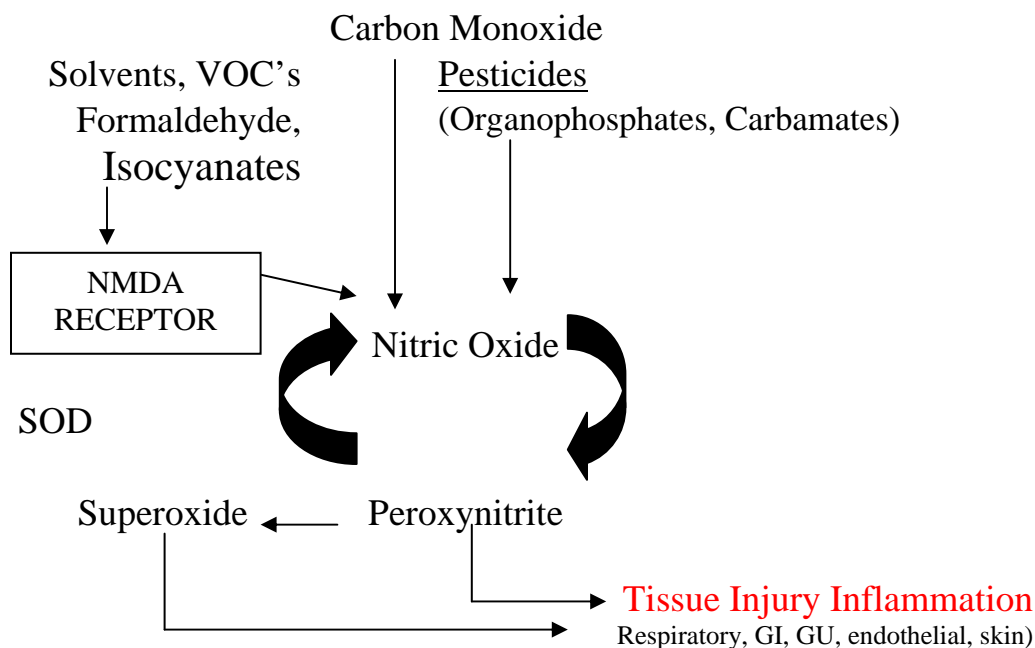 Carbon Monoxide
Solvents, VOC's
Formaldehyde,
Isocyanates
Pesticides
(Organophosphates, Carbamates)
NMDA
RECEPTOR
Nitric Oxide
SOD
Superoxide
Peroxynitrite
Tissue Injury Inflammation
Respiratory, GI, GU, endothelial, skin)